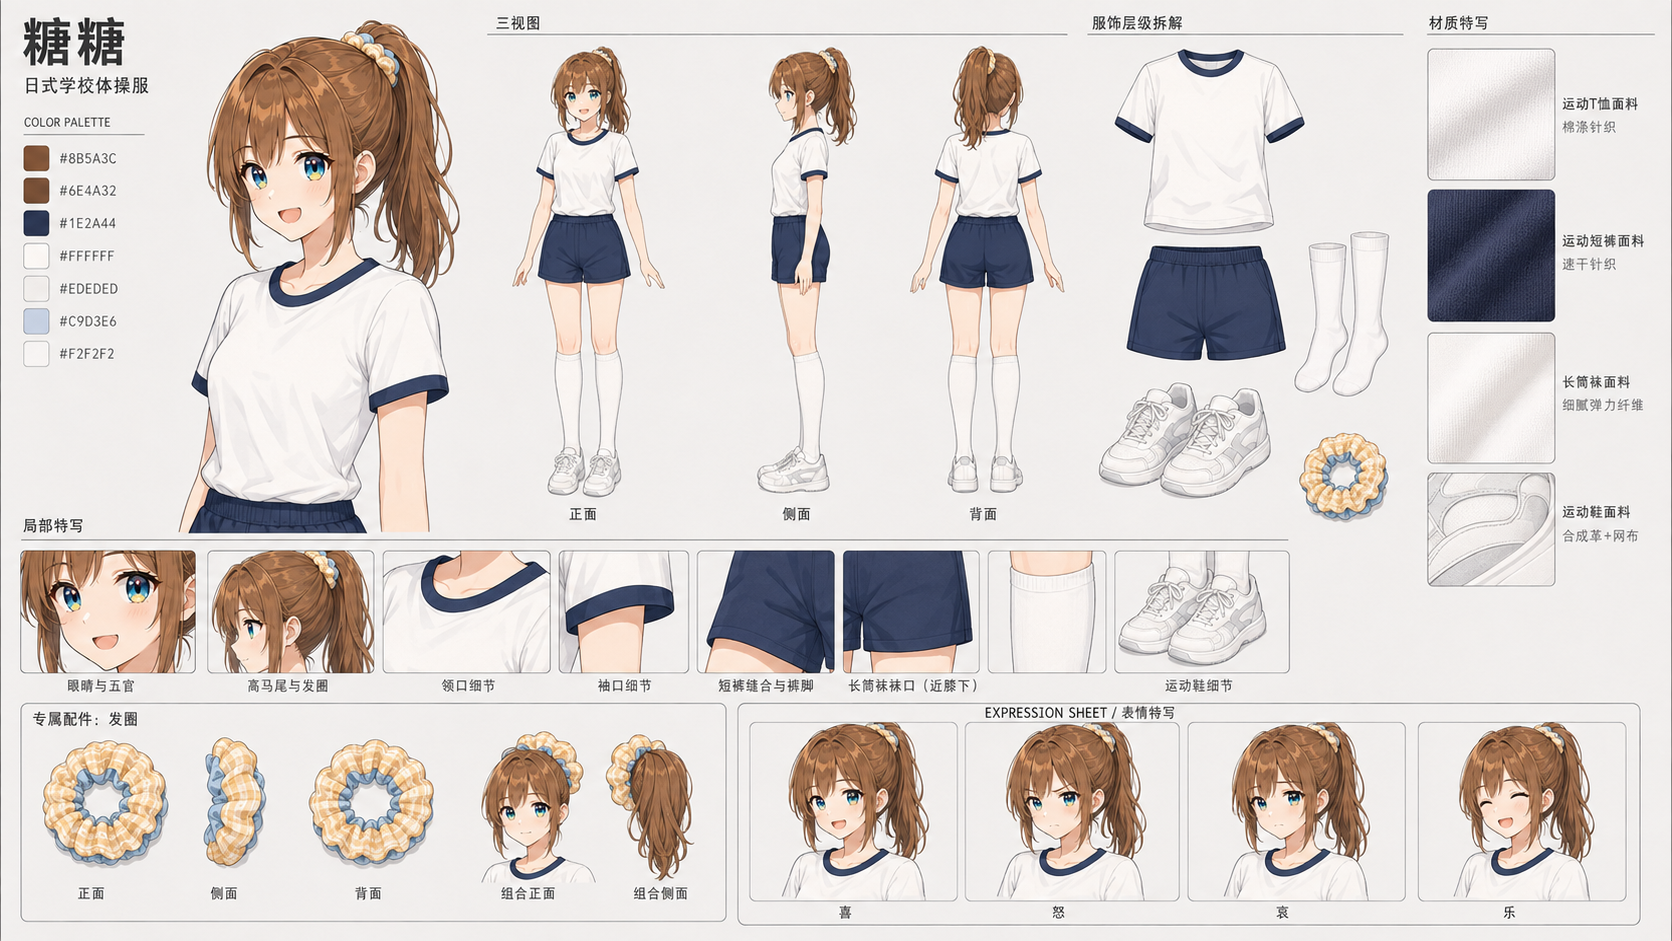 糖糖
日式学校体操服
COLOR PALETTE
#8B5A3C
#6E4A32
#1E2A44
#FFFFFF
#EDEDED
#C9D3E6
#F2F2F2
三视图
正面
侧面
背面
服饰层级拆解
材质特写
运动T恤面料
棉涤针织
运动短裤面料
速干针织
长筒袜面料
细腻弹力纤维
运动鞋面料
合成革+网布
局部特写
眼睛与五官
高马尾与发圈
领口细节
袖口细节
短裤缝合与裤脚
长筒袜袜口（近膝下）
运动鞋细节
专属配件：发圈
正面
侧面
背面
组合正面
组合侧面
EXPRESSION SHEET / 表情特写
喜
怒
哀
乐